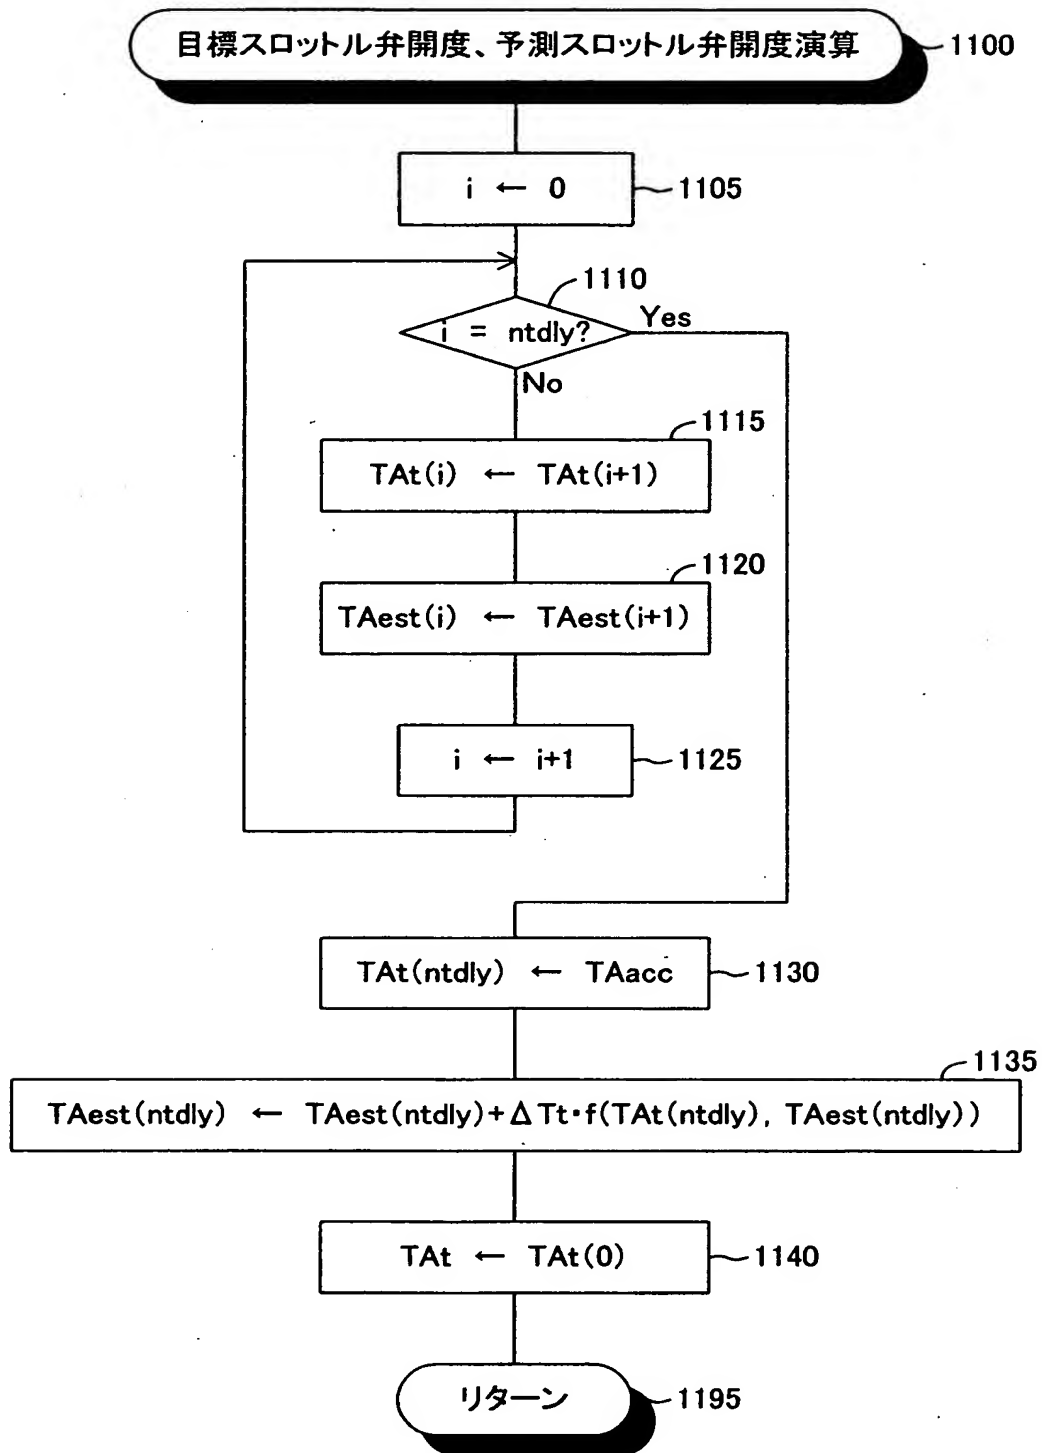 目標スロットル弁開度、予測スロットル弁開度演算
1100
i ← 0
1105
1110
i = ntdly?
Yes
No
1115
TAt(i) ← TAt(i+1)
1120
TAest(i) ← TAest(i+1)
i ← i+1
1125
TAt(ntdly) ← TAacc
1130
1135
TAest(ntdly) ← TAest(ntdly)+ΔTt·f(TAt(ntdly), TAest(ntdly))
TAt ← TAt(0)
1140
リターン
1195